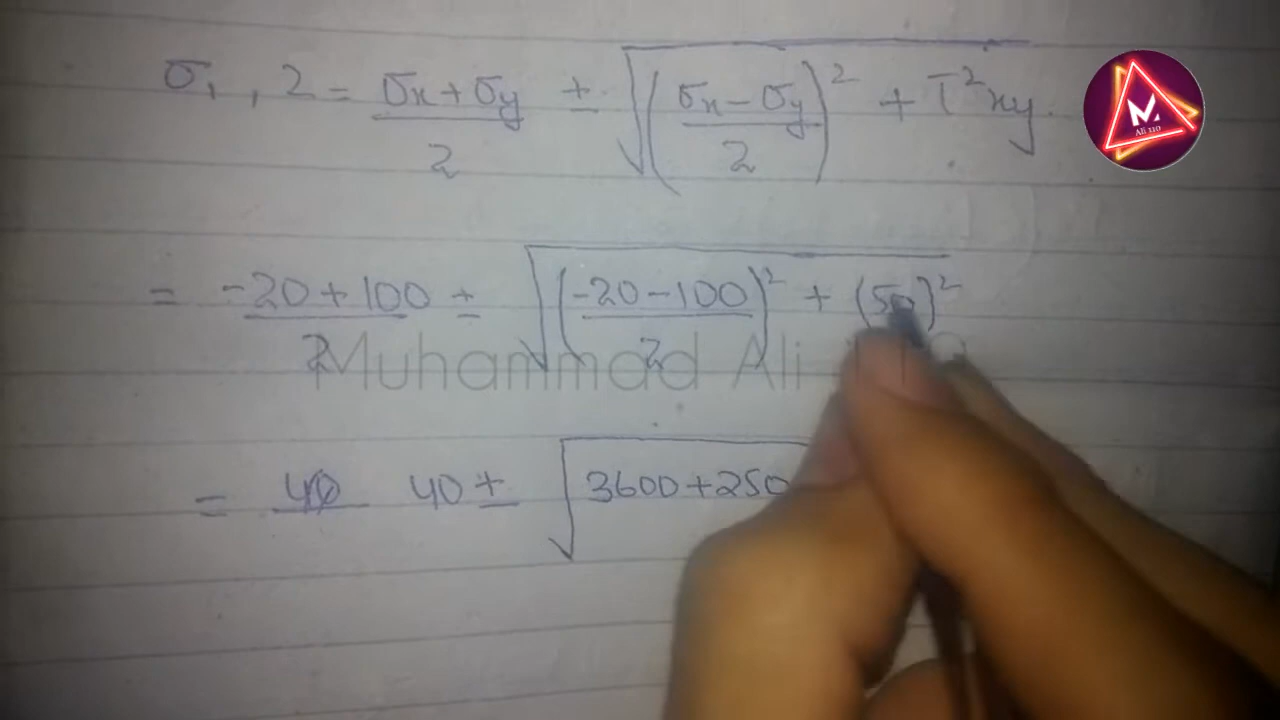 σ1 , 2 = σx + σy / 2 ± √((σx - σy / 2)² + τ²xy
M
Ali 110
= -20 + 100 / 2 ± √((-20 - 100 / 2)² + (50)²
Muhammad Ali
= 40 40 ± √3600 + 250